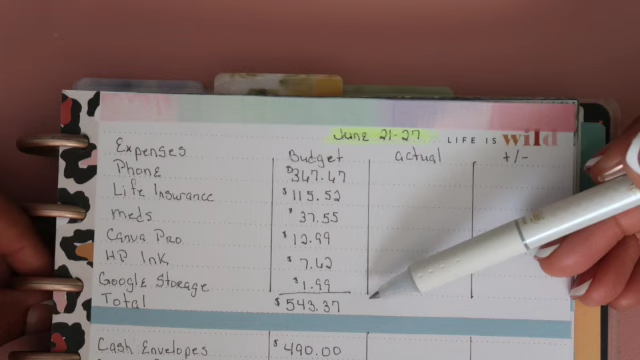 June 21-27
LIFE IS wild
Expenses Budget actual +/-
Phone $347.47
Life Insurance $115.52
meds $37.55
Canva Pro $12.99
HP Ink $7.62
Google Storage $1.99
Total $543.37
Cash Envelopes $490.00